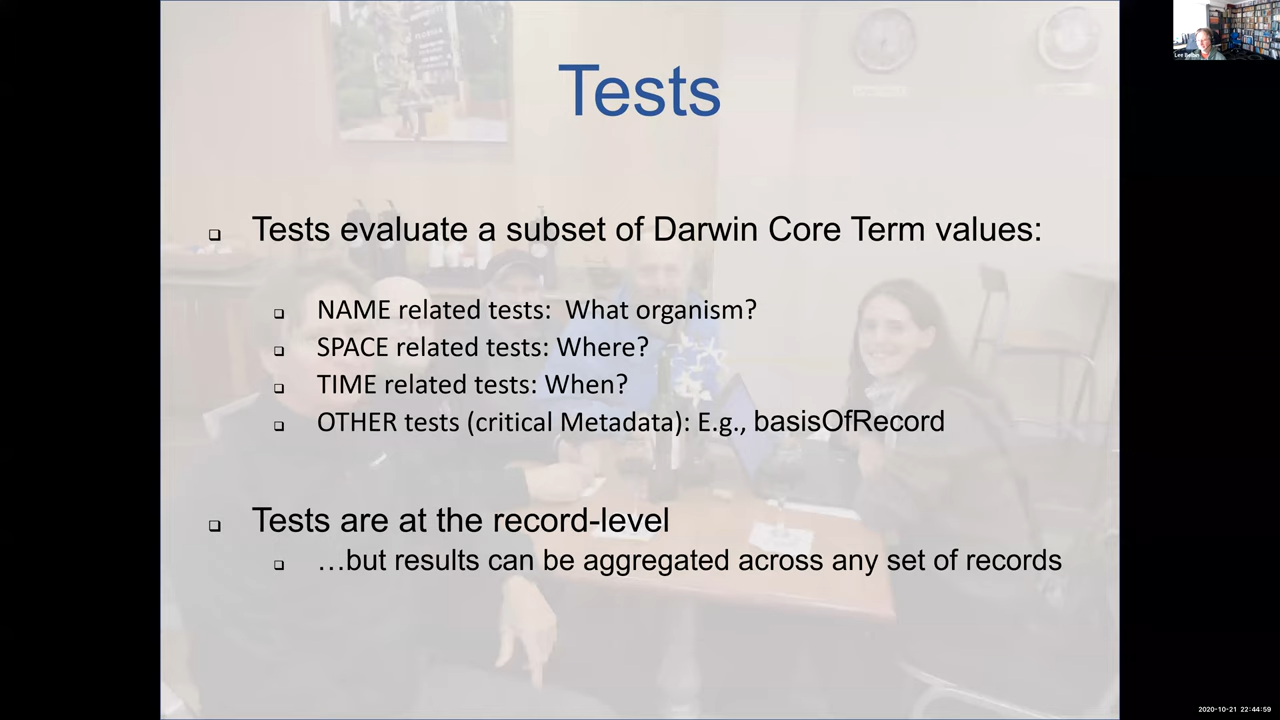 Tests
❑ Tests evaluate a subset of Darwin Core Term values:
❑ NAME related tests:  What organism?
❑ SPACE related tests: Where?
❑ TIME related tests: When?
❑ OTHER tests (critical Metadata): E.g., basisOfRecord
❑ Tests are at the record-level
❑ …but results can be aggregated across any set of records
2020-10-21 22:44:59